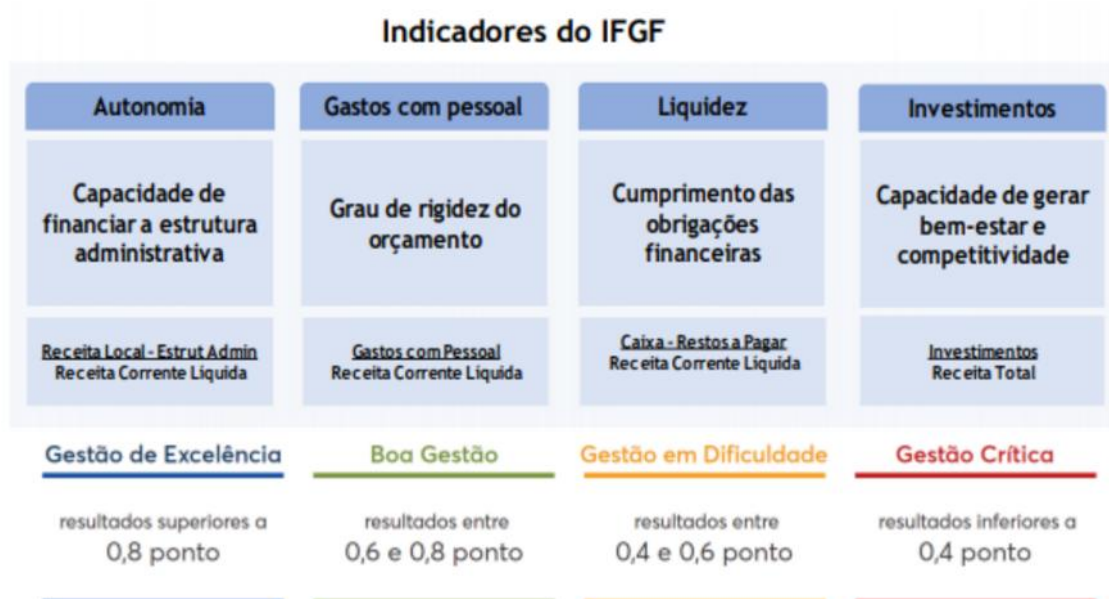 Indicadores do IFGF
Autonomia
Capacidade de
financiar a estrutura
administrativa
Receita Local - Estrut Admin
Receita Corrente Líquida
Gastos com pessoal
Grau de rigidez do
orçamento
Gastos com Pessoal
Receita Corrente Líquida
Liquidez
Cumprimento das
obrigações
financeiras
Caixa - Restos a Pagar
Receita Corrente Líquida
Investimentos
Capacidade de gerar
bem-estar e
competitividade
Investimentos
Receita Total
Gestão de Excelência
resultados superiores a
0,8 ponto
Boa Gestão
resultados entre
0,6 e 0,8 ponto
Gestão em Dificuldade
resultados entre
0,4 e 0,6 ponto
Gestão Crítica
resultados inferiores a
0,4 ponto